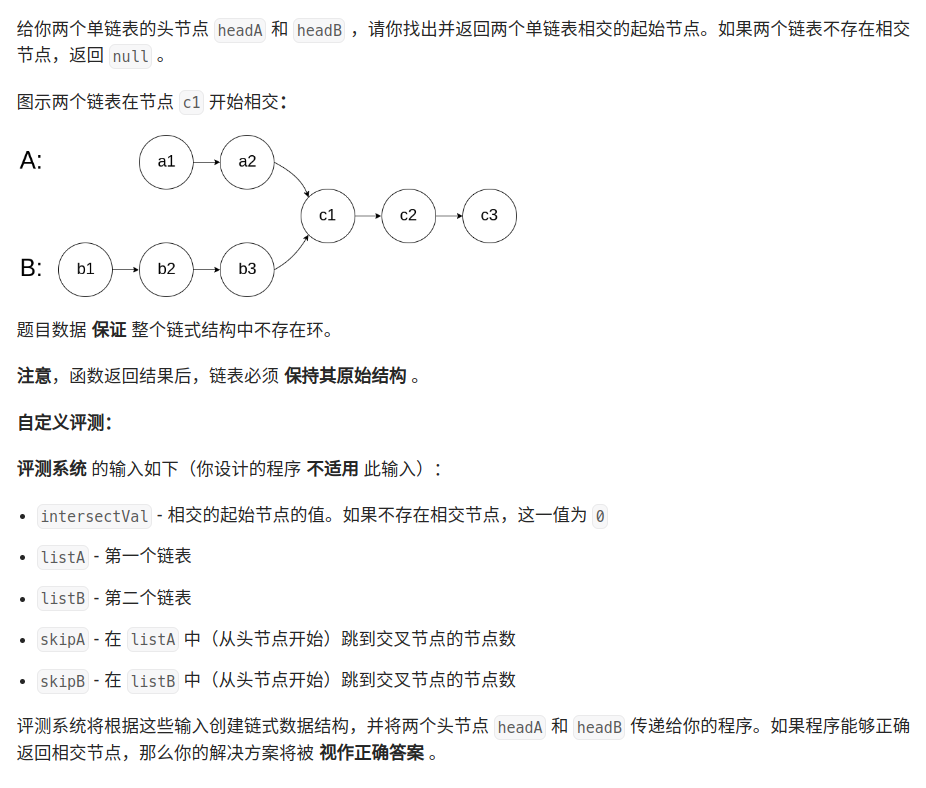 给你两个单链表的头节点 headA 和 headB ，请你找出并返回两个单链表相交的起始节点。如果两个链表不存在相交
节点，返回 null 。
图示两个链表在节点 c1 开始相交：
A:
a1
a2
c1
c2
c3
B:
b1
b2
b3
题目数据 保证 整个链式结构中不存在环。
注意，函数返回结果后，链表必须 保持其原始结构 。
自定义评测：
评测系统 的输入如下（你设计的程序 不适用 此输入）：
• intersectVal - 相交的起始节点的值。如果不存在相交节点，这一值为 0
• listA - 第一个链表
• listB - 第二个链表
• skipA - 在 listA 中（从头节点开始）跳到交叉节点的节点数
• skipB - 在 listB 中（从头节点开始）跳到交叉节点的节点数
评测系统将根据这些输入创建链式数据结构，并将两个头节点 headA 和 headB 传递给你的程序。如果程序能够正确
返回相交节点，那么你的解决方案将被 视作正确答案 。